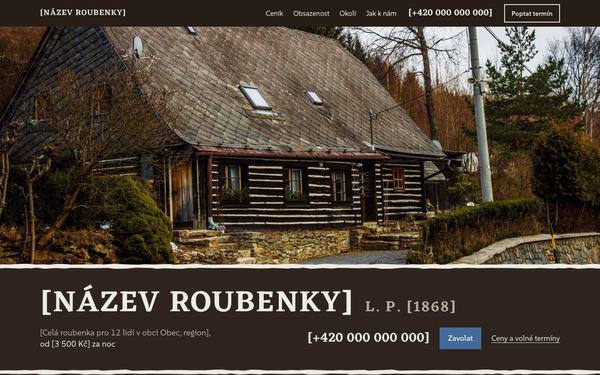 [NÁZEV ROUBENKY]
Ceník Obsazenost Okolí Jak k nám [+420 000 000 000] Poptat termín
[NÁZEV ROUBENKY] L. P. [1868]
[Celá roubenka pro 12 lidí v obci Obec, region],
od [3 500 Kč] za noc
[+420 000 000 000] Zavolat Ceny a volné termíny